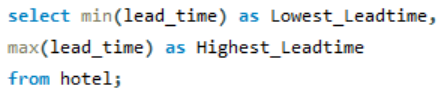 select min(lead_time) as Lowest_Leadtime,
max(lead_time) as Highest_Leadtime
from hotel;